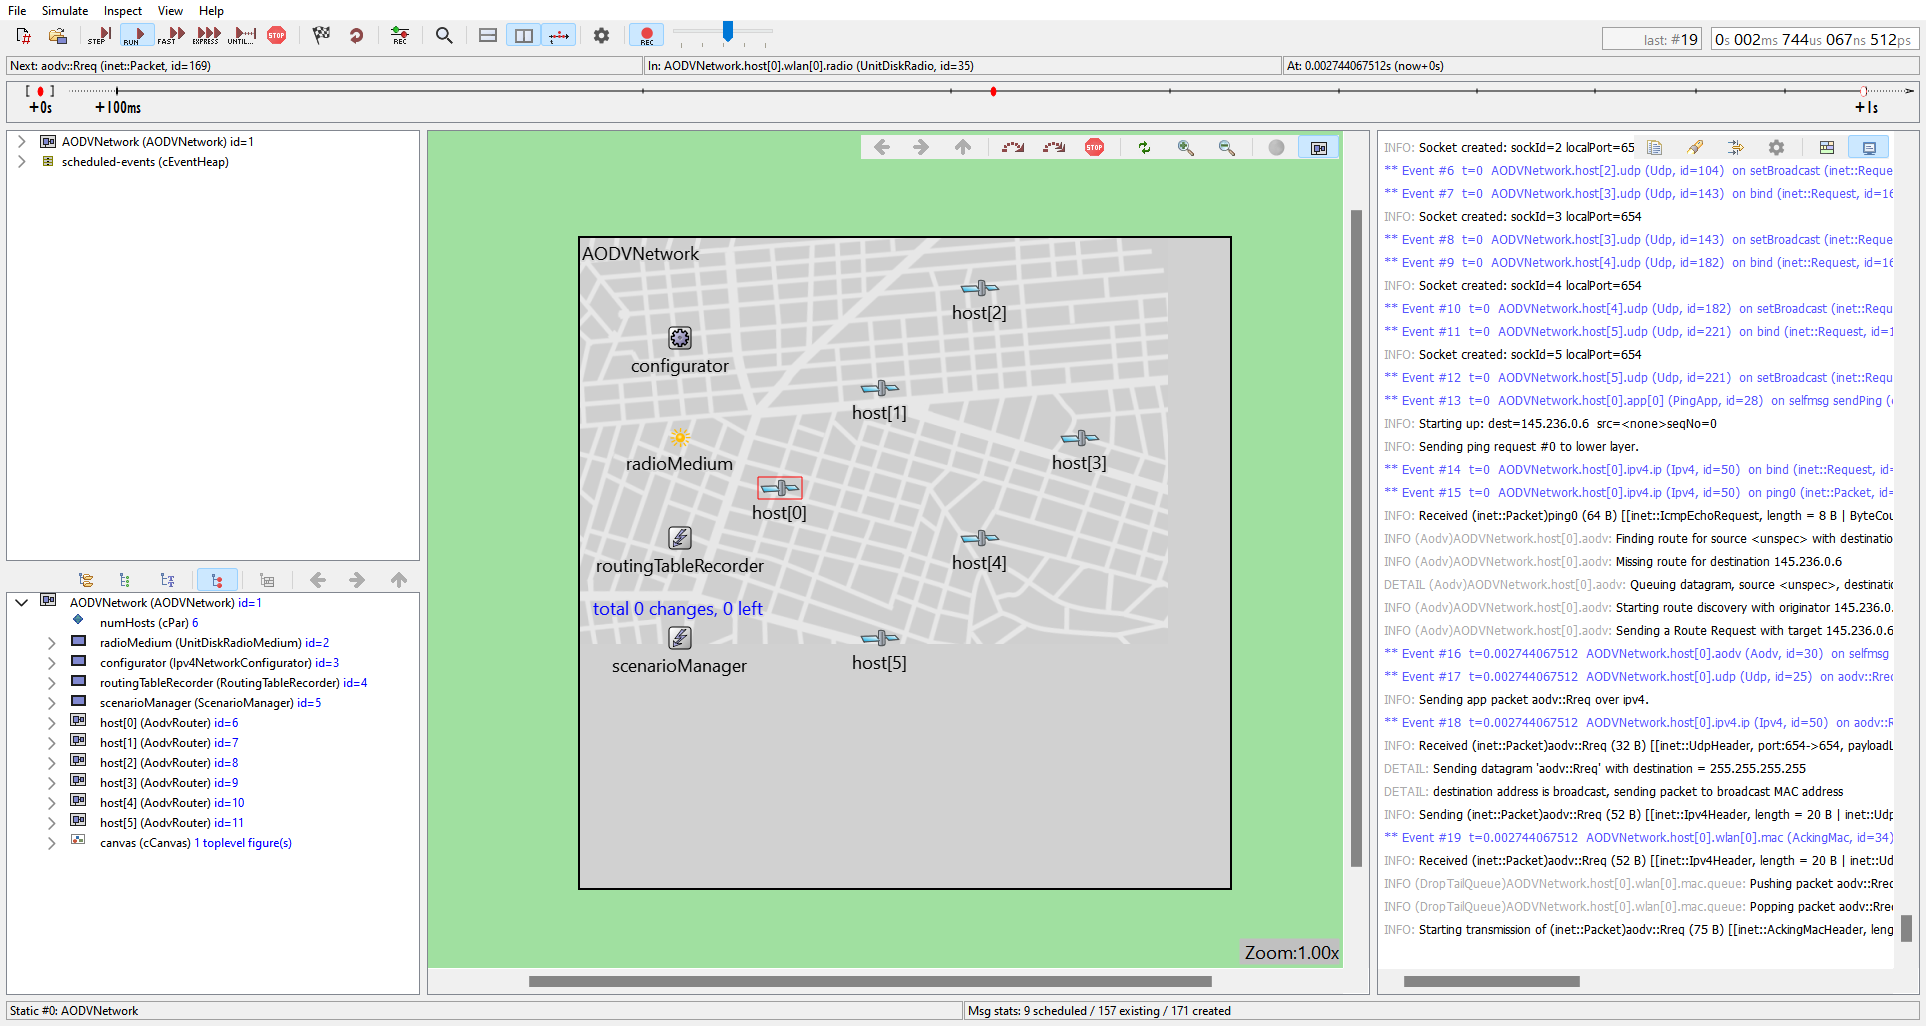 File Simulate Inspect View Help
STEP RUN FAST EXPRESS UNTIL... STOP REC REC
last: #19 0s 002ms 744us 067ns 512ps
Next: aodv::Rreq (inet::Packet, id=169) In: AODVNetwork.host[0].wlan[0].radio (UnitDiskRadio, id=35) At: 0.002744067512s (now+0s)
+0s +100ms +1s
AODVNetwork (AODVNetwork) id=1
scheduled-events (cEventHeap)
AODVNetwork (AODVNetwork) id=1
numHosts (cPar) 6
radioMedium (UnitDiskRadioMedium) id=2
configurator (Ipv4NetworkConfigurator) id=3
routingTableRecorder (RoutingTableRecorder) id=4
scenarioManager (ScenarioManager) id=5
host[0] (AodvRouter) id=6
host[1] (AodvRouter) id=7
host[2] (AodvRouter) id=8
host[3] (AodvRouter) id=9
host[4] (AodvRouter) id=10
host[5] (AodvRouter) id=11
canvas (cCanvas) 1 toplevel figure(s)
STOP
AODVNetwork
host[2]
configurator
host[1]
radioMedium
host[3]
host[0]
routingTableRecorder
host[4]
total 0 changes, 0 left
scenarioManager
host[5]
Zoom:1.00x
INFO: Socket created: sockId=2 localPort=65
** Event #6 t=0 AODVNetwork.host[2].udp (Udp, id=104) on setBroadcast (inet::Reque
** Event #7 t=0 AODVNetwork.host[3].udp (Udp, id=143) on bind (inet::Request, id=16
INFO: Socket created: sockId=3 localPort=654
** Event #8 t=0 AODVNetwork.host[3].udp (Udp, id=143) on setBroadcast (inet::Reque
** Event #9 t=0 AODVNetwork.host[4].udp (Udp, id=182) on bind (inet::Request, id=16
INFO: Socket created: sockId=4 localPort=654
** Event #10 t=0 AODVNetwork.host[4].udp (Udp, id=182) on setBroadcast (inet::Requ
** Event #11 t=0 AODVNetwork.host[5].udp (Udp, id=221) on bind (inet::Request, id=1
INFO: Socket created: sockId=5 localPort=654
** Event #12 t=0 AODVNetwork.host[5].udp (Udp, id=221) on setBroadcast (inet::Requ
** Event #13 t=0 AODVNetwork.host[0].app[0] (PingApp, id=28) on selfmsg sendPing (
INFO: Starting up: dest=145.236.0.6 src=<none>seqNo=0
INFO: Sending ping request #0 to lower layer.
** Event #14 t=0 AODVNetwork.host[0].ipv4.ip (Ipv4, id=50) on bind (inet::Request, id=
** Event #15 t=0 AODVNetwork.host[0].ipv4.ip (Ipv4, id=50) on ping0 (inet::Packet, id=
INFO: Received (inet::Packet)ping0 (64 B) [[inet::IcmpEchoRequest, length = 8 B | ByteCou
INFO (Aodv)AODVNetwork.host[0].aodv: Finding route for source <unspec> with destinatio
INFO (Aodv)AODVNetwork.host[0].aodv: Missing route for destination 145.236.0.6
DETAIL (Aodv)AODVNetwork.host[0].aodv: Queuing datagram, source <unspec>, destinatio
INFO (Aodv)AODVNetwork.host[0].aodv: Starting route discovery with originator 145.236.0.
INFO (Aodv)AODVNetwork.host[0].aodv: Sending a Route Request with target 145.236.0.6
** Event #16 t=0.002744067512 AODVNetwork.host[0].aodv (Aodv, id=30) on selfmsg
** Event #17 t=0.002744067512 AODVNetwork.host[0].udp (Udp, id=25) on aodv::Rreq
INFO: Sending app packet aodv::Rreq over ipv4.
** Event #18 t=0.002744067512 AODVNetwork.host[0].ipv4.ip (Ipv4, id=50) on aodv::R
INFO: Received (inet::Packet)aodv::Rreq (32 B) [[inet::UdpHeader, port:654->654, payloadL
DETAIL: Sending datagram 'aodv::Rreq' with destination = 255.255.255.255
DETAIL: destination address is broadcast, sending packet to broadcast MAC address
INFO: Sending (inet::Packet)aodv::Rreq (52 B) [[inet::Ipv4Header, length = 20 B | inet::Udp
** Event #19 t=0.002744067512 AODVNetwork.host[0].wlan[0].mac (AckingMac, id=34)
INFO: Received (inet::Packet)aodv::Rreq (52 B) [[inet::Ipv4Header, length = 20 B | inet::Ud
INFO (DropTailQueue)AODVNetwork.host[0].wlan[0].mac.queue: Pushing packet aodv::Rreq
INFO (DropTailQueue)AODVNetwork.host[0].wlan[0].mac.queue: Popping packet aodv::Rre
INFO: Starting transmission of (inet::Packet)aodv::Rreq (75 B) [[inet::AckingMacHeader, leng
Static #0: AODVNetwork Msg stats: 9 scheduled / 157 existing / 171 created